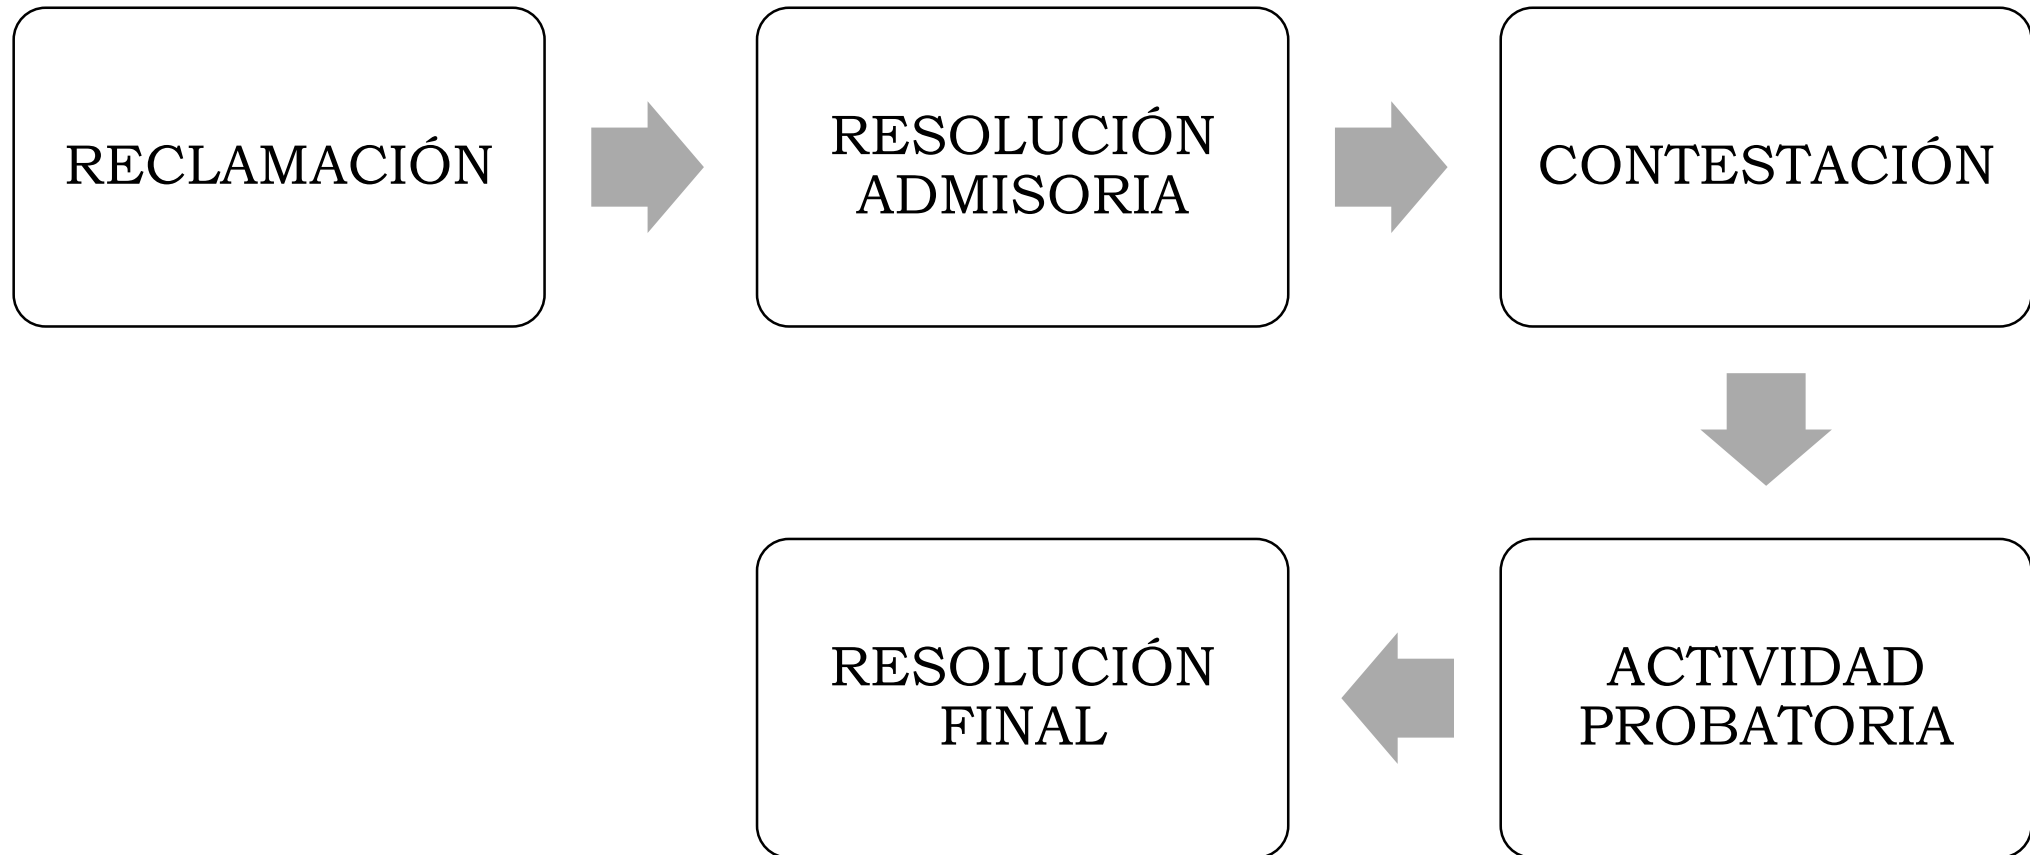 RECLAMACIÓN
RESOLUCIÓN
ADMISORIA
CONTESTACIÓN
ACTIVIDAD
PROBATORIA
RESOLUCIÓN
FINAL